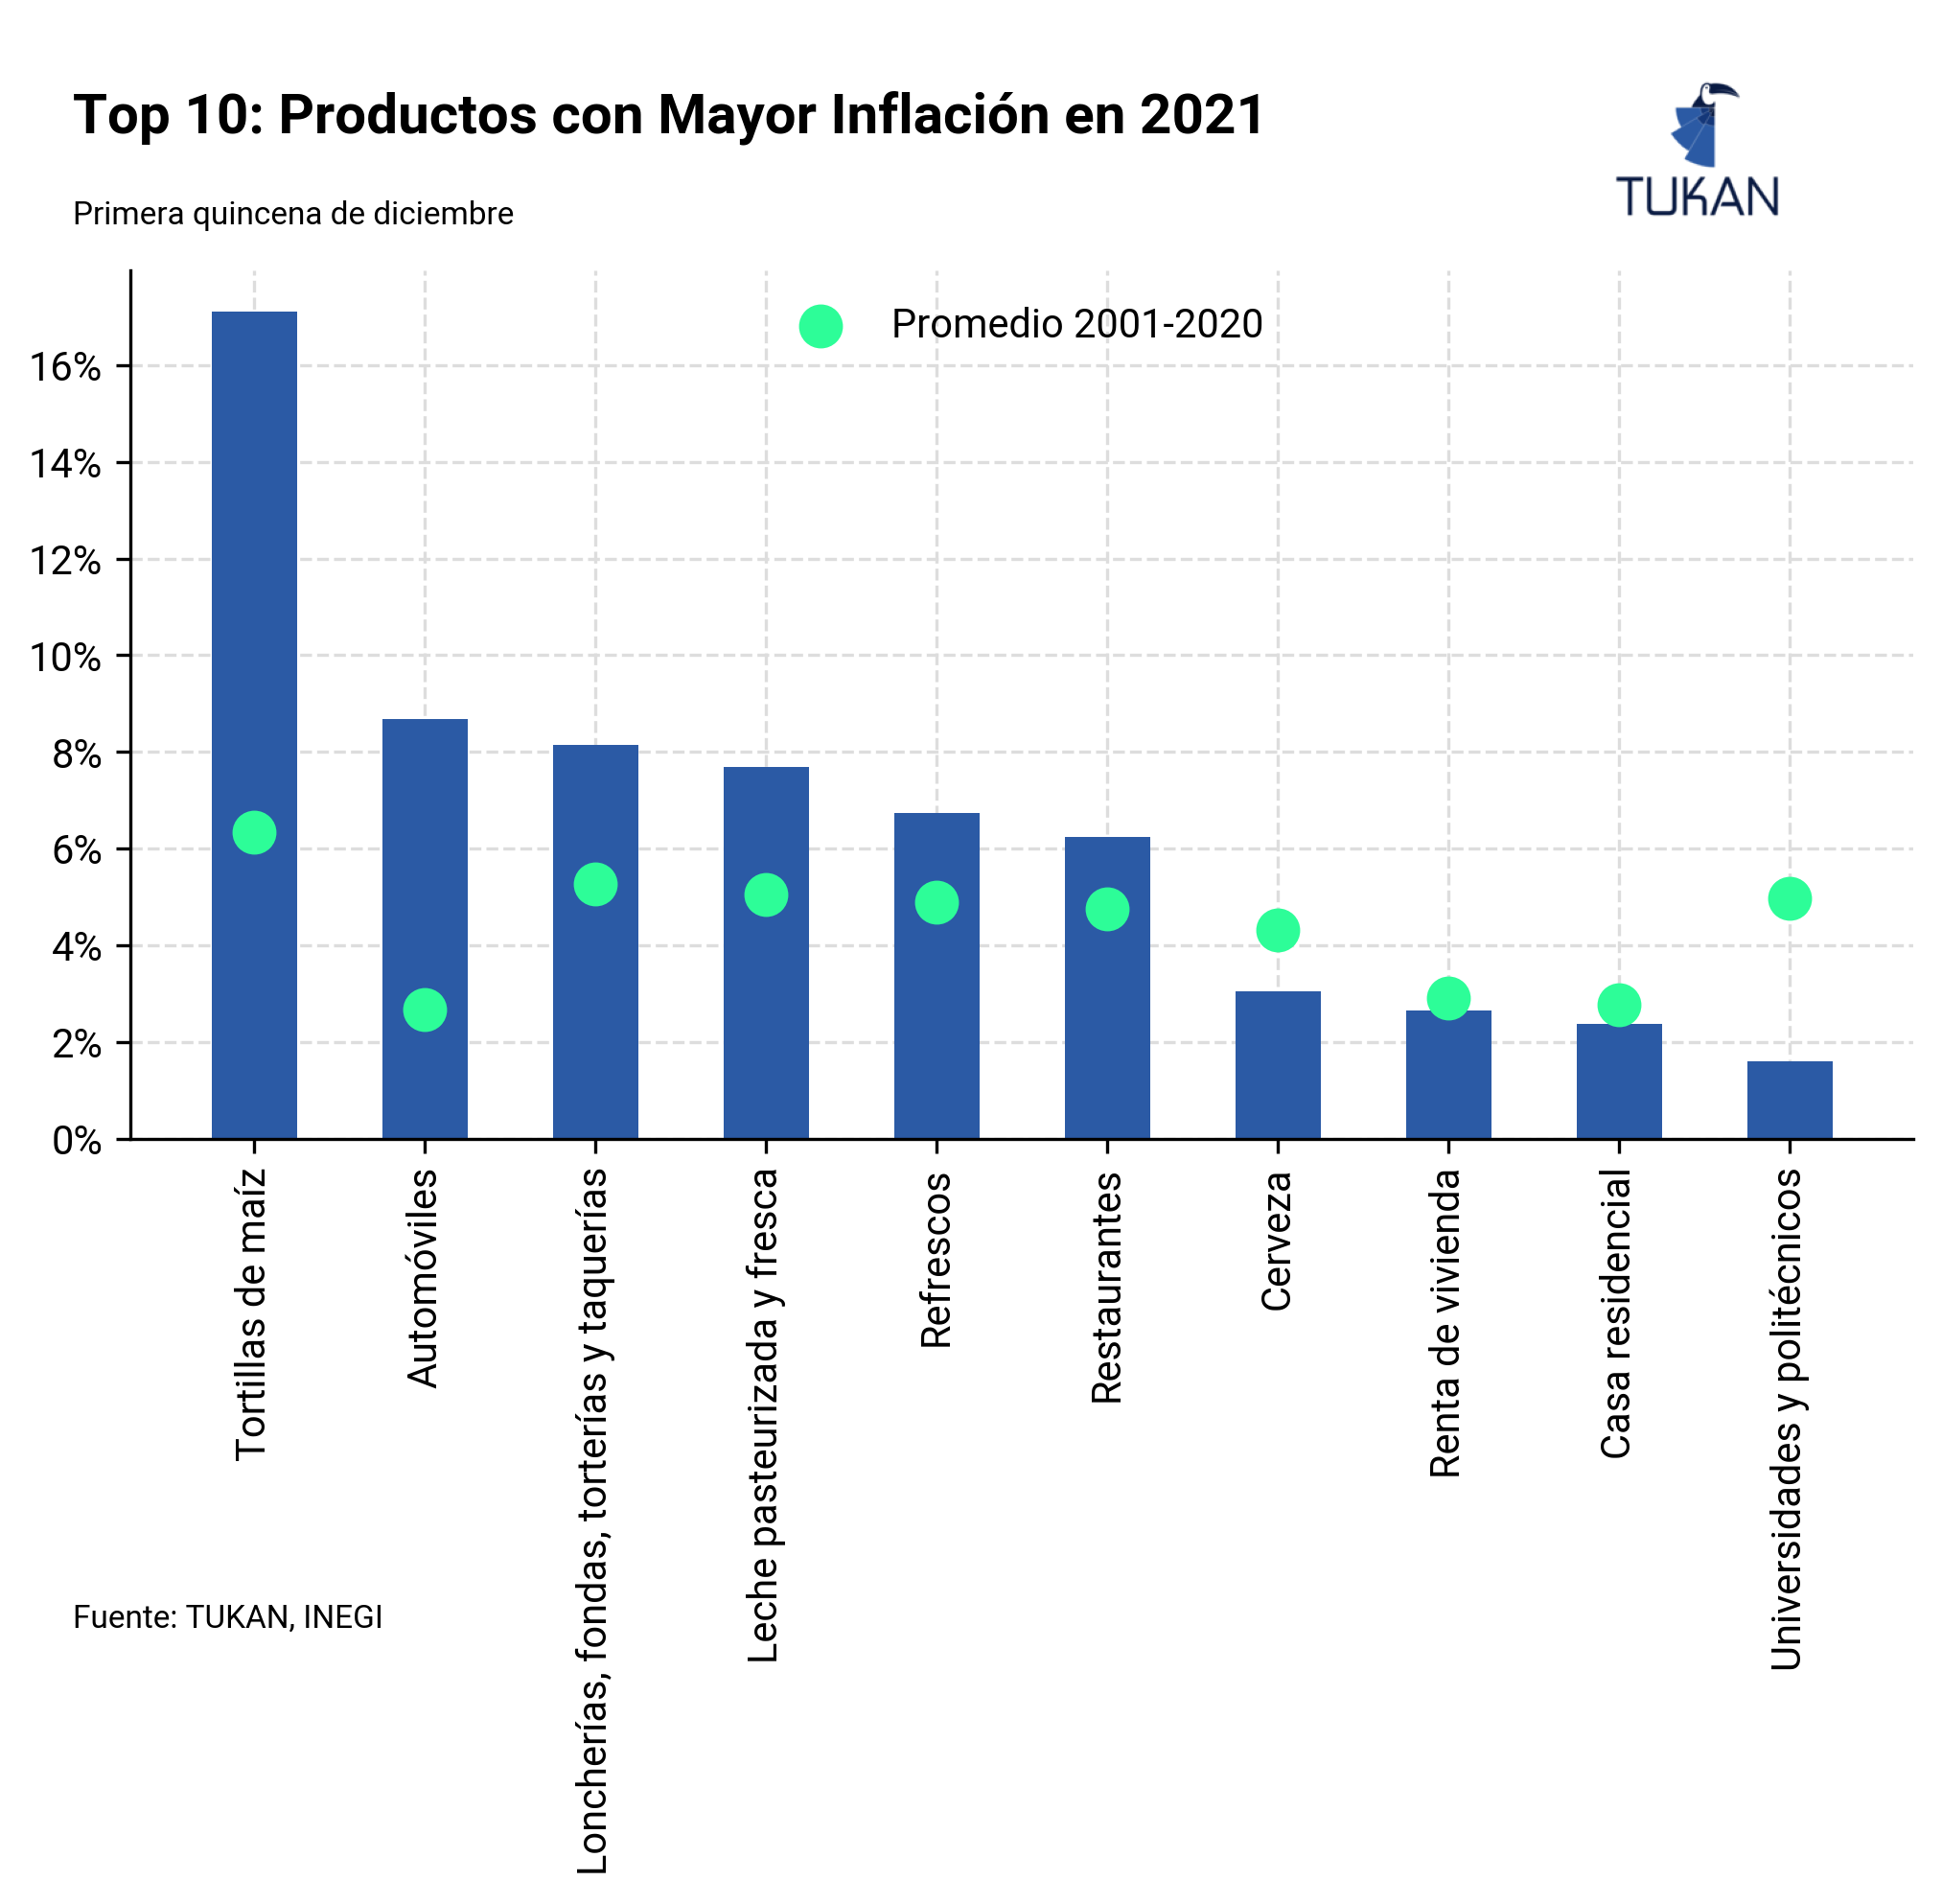 Top 10: Productos con Mayor Inflación en 2021
TUKAN
Primera quincena de diciembre
Promedio 2001-2020
16%
14%
12%
10%
8%
6%
4%
2%
0%
Tortillas de maíz
Automóviles
Loncherías, fondas, torterías y taquerías
Leche pasteurizada y fresca
Refrescos
Restaurantes
Cerveza
Renta de vivienda
Casa residencial
Universidades y politécnicos
Fuente: TUKAN, INEGI